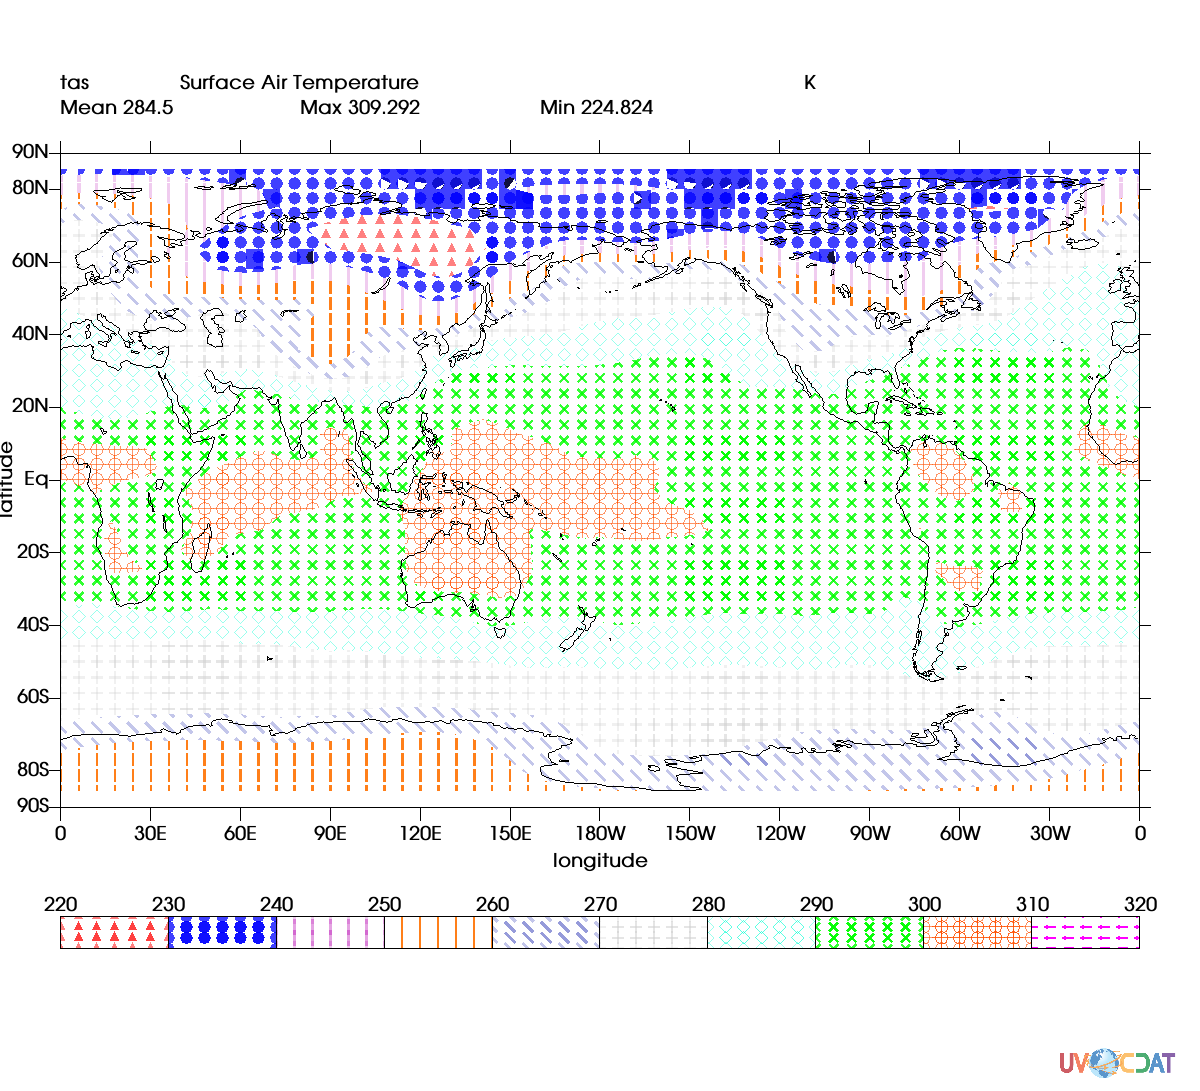 tas Surface Air Temperature K
Mean 284.5 Max 309.292 Min 224.824
90N
80N
60N
40N
20N
Eq
20S
40S
60S
80S
90S
latitude
0 30E 60E 90E 120E 150E 180W 150W 120W 90W 60W 30W 0
longitude
220 230 240 250 260 270 280 290 300 310 320
UV CDAT